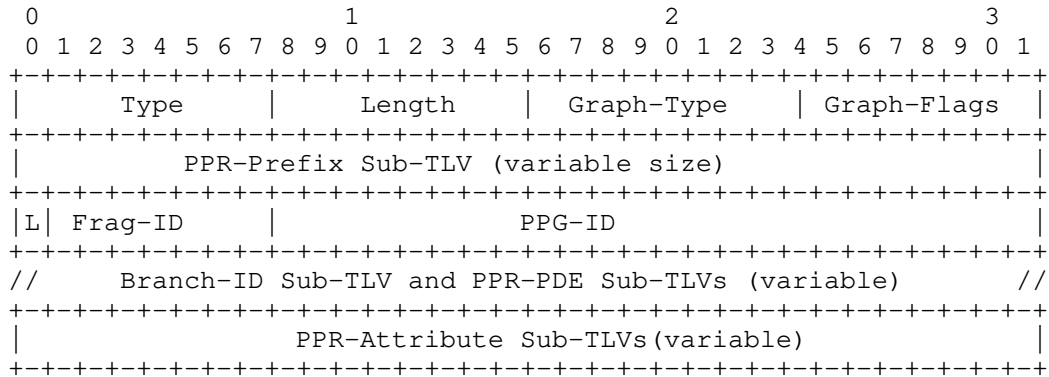 0                   1                   2                   3
 0 1 2 3 4 5 6 7 8 9 0 1 2 3 4 5 6 7 8 9 0 1 2 3 4 5 6 7 8 9 0 1
+-+-+-+-+-+-+-+-+-+-+-+-+-+-+-+-+-+-+-+-+-+-+-+-+-+-+-+-+-+-+-+-+
|      Type     |     Length    |  Graph-Type    | Graph-Flags  |
+-+-+-+-+-+-+-+-+-+-+-+-+-+-+-+-+-+-+-+-+-+-+-+-+-+-+-+-+-+-+-+-+
|          PPR-Prefix Sub-TLV (variable size)                   |
+-+-+-+-+-+-+-+-+-+-+-+-+-+-+-+-+-+-+-+-+-+-+-+-+-+-+-+-+-+-+-+-+
|L| Frag-ID     |               PPG-ID                          |
+-+-+-+-+-+-+-+-+-+-+-+-+-+-+-+-+-+-+-+-+-+-+-+-+-+-+-+-+-+-+-+-+
//     Branch-ID Sub-TLV and PPR-PDE Sub-TLVs (variable)       //
+-+-+-+-+-+-+-+-+-+-+-+-+-+-+-+-+-+-+-+-+-+-+-+-+-+-+-+-+-+-+-+-+
|                 PPR-Attribute Sub-TLVs(variable)              |
+-+-+-+-+-+-+-+-+-+-+-+-+-+-+-+-+-+-+-+-+-+-+-+-+-+-+-+-+-+-+-+-+